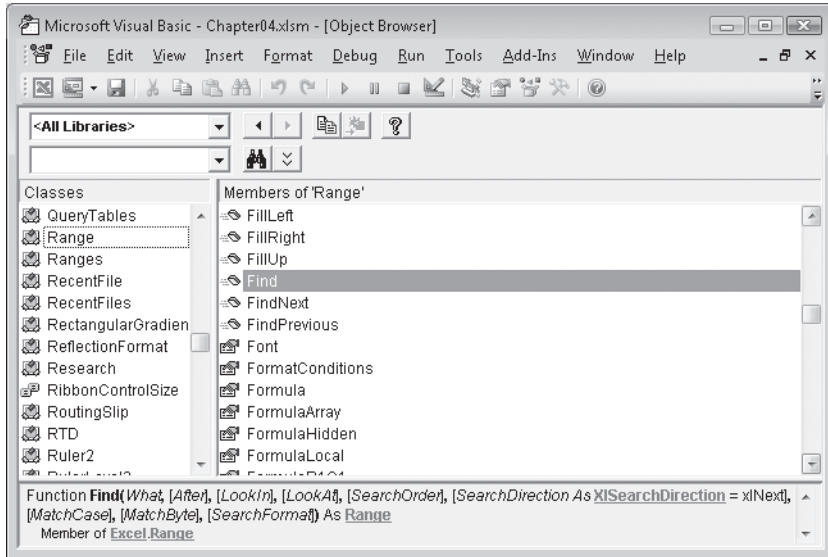 Microsoft Visual Basic - Chapter04.xlsm - [Object Browser]
File Edit View Insert Format Debug Run Tools Add-Ins Window Help
<All Libraries>
Classes
Members of 'Range'
QueryTables
Range
Ranges
RecentFile
RecentFiles
RectangularGradien
ReflectionFormat
Research
RibbonControlSize
RoutingSlip
RTD
Ruler2
FillLeft
FillRight
FillUp
Find
FindNext
FindPrevious
Font
FormatConditions
Formula
FormulaArray
FormulaHidden
FormulaLocal
Function Find(What, [After], [LookIn], [LookAt], [SearchOrder], [SearchDirection As XlSearchDirection = xlNext],
[MatchCase], [MatchByte], [SearchFormat]) As Range
Member of Excel.Range